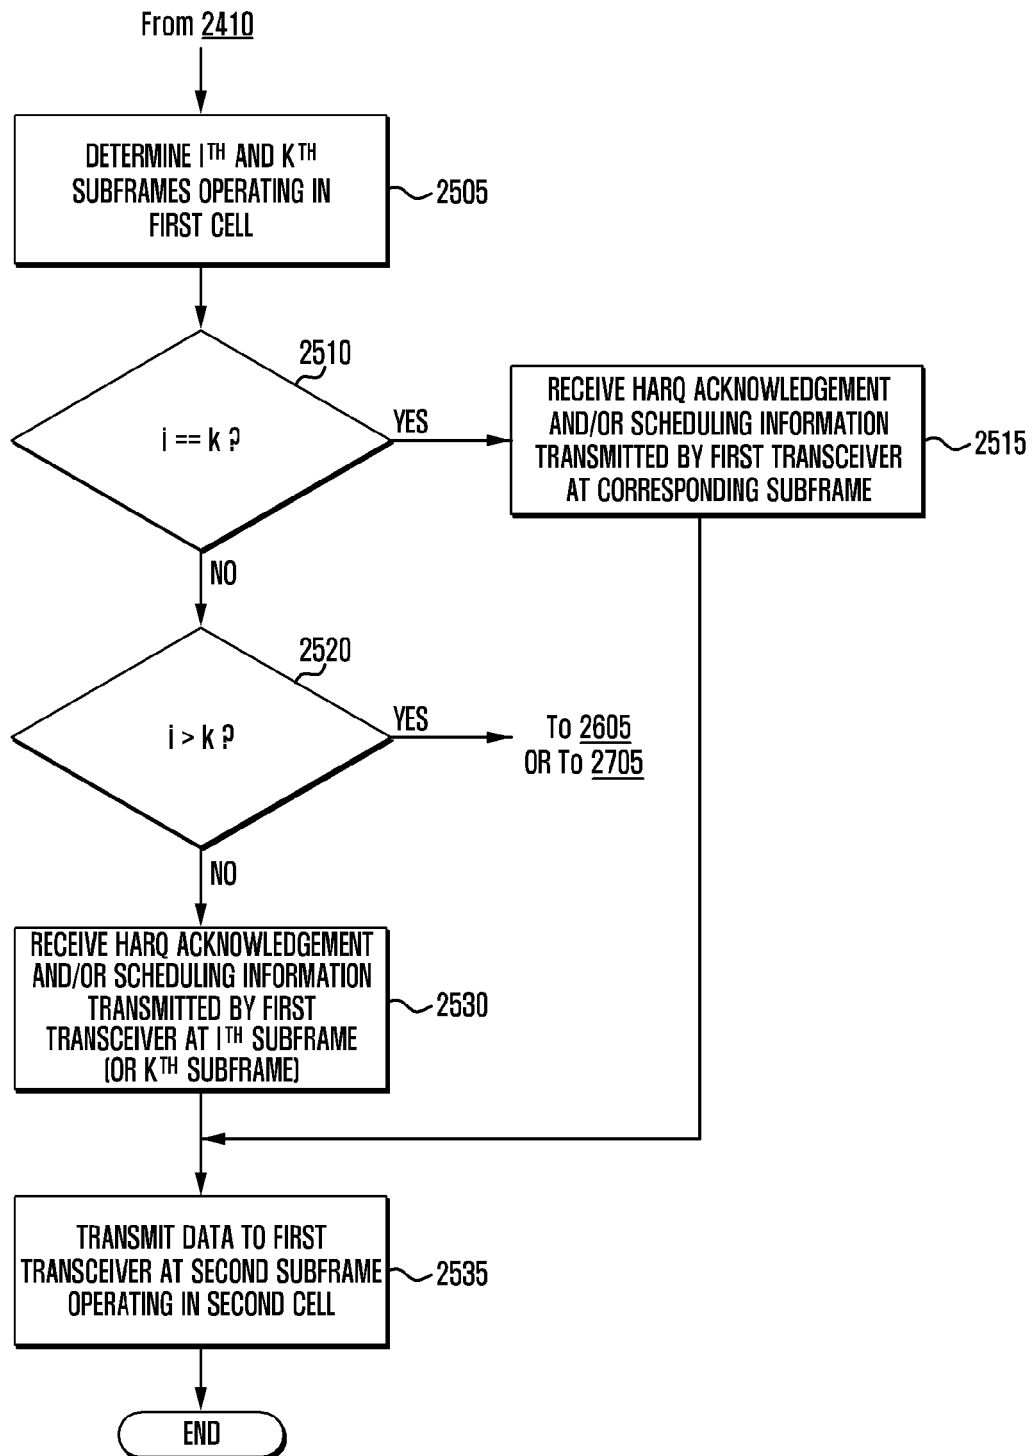 From 2410
DETERMINE ITH AND KTH
SUBFRAMES OPERATING IN
FIRST CELL
2505
2510
i == k ?
YES
RECEIVE HARQ ACKNOWLEDGEMENT
AND/OR SCHEDULING INFORMATION
TRANSMITTED BY FIRST TRANSCEIVER
AT CORRESPONDING SUBFRAME
2515
NO
2520
i > k ?
YES
To 2605
OR To 2705
NO
RECEIVE HARQ ACKNOWLEDGEMENT
AND/OR SCHEDULING INFORMATION
TRANSMITTED BY FIRST
TRANSCEIVER AT ITH SUBFRAME
(OR KTH SUBFRAME)
2530
TRANSMIT DATA TO FIRST
TRANSCEIVER AT SECOND SUBFRAME
OPERATING IN SECOND CELL
2535
END